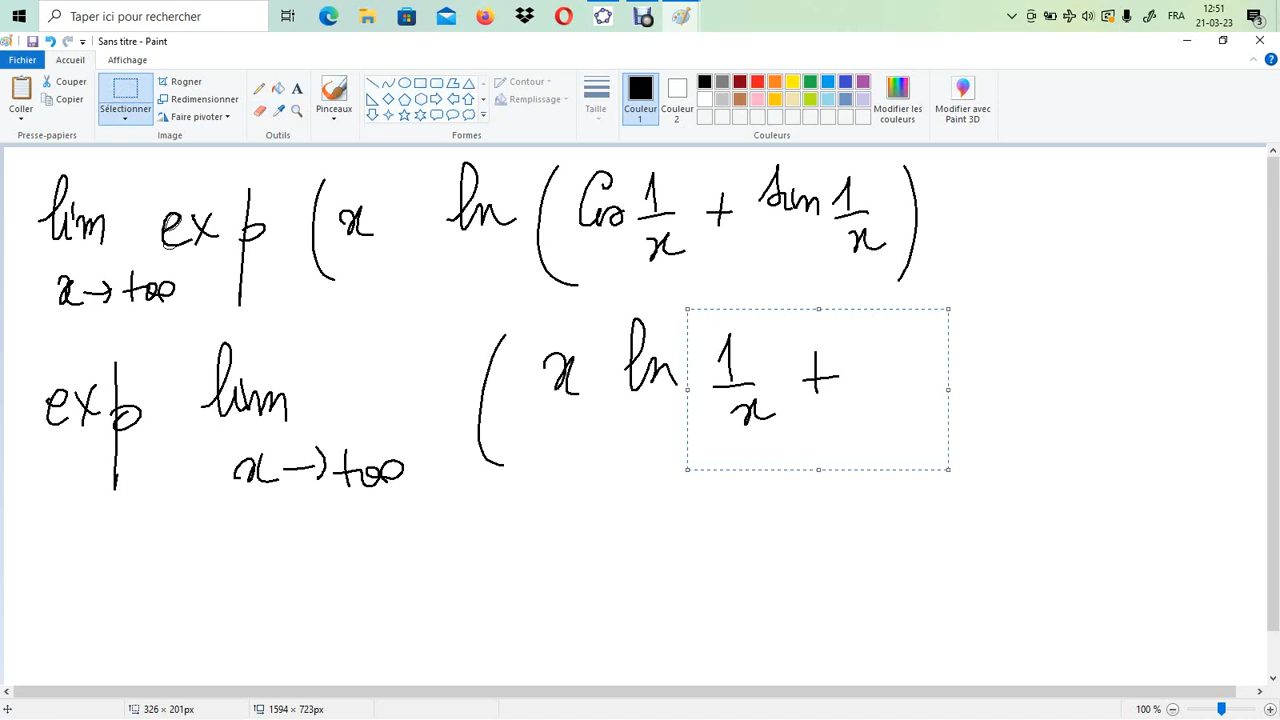 Taper ici pour rechercher
FRA
12:51
21-03-23
3
Sans titre - Paint
Fichier Accueil Affichage
Coller
Couper
Copier
Presse-papiers
Sélectionner
Rogner
Redimensionner
Faire pivoter
Image
A
Outils
Pinceaux
Contour
Remplissage
Formes
Taille
Couleur 1
Couleur 2
Modifier les couleurs
Couleurs
Modifier avec Paint 3D
lim exp ( x ln ( Cos 1/x + sin 1/x )
x → +∞
exp lim ( x ln 1/x +
x → +∞
326 × 201px
1594 × 723px
100 %